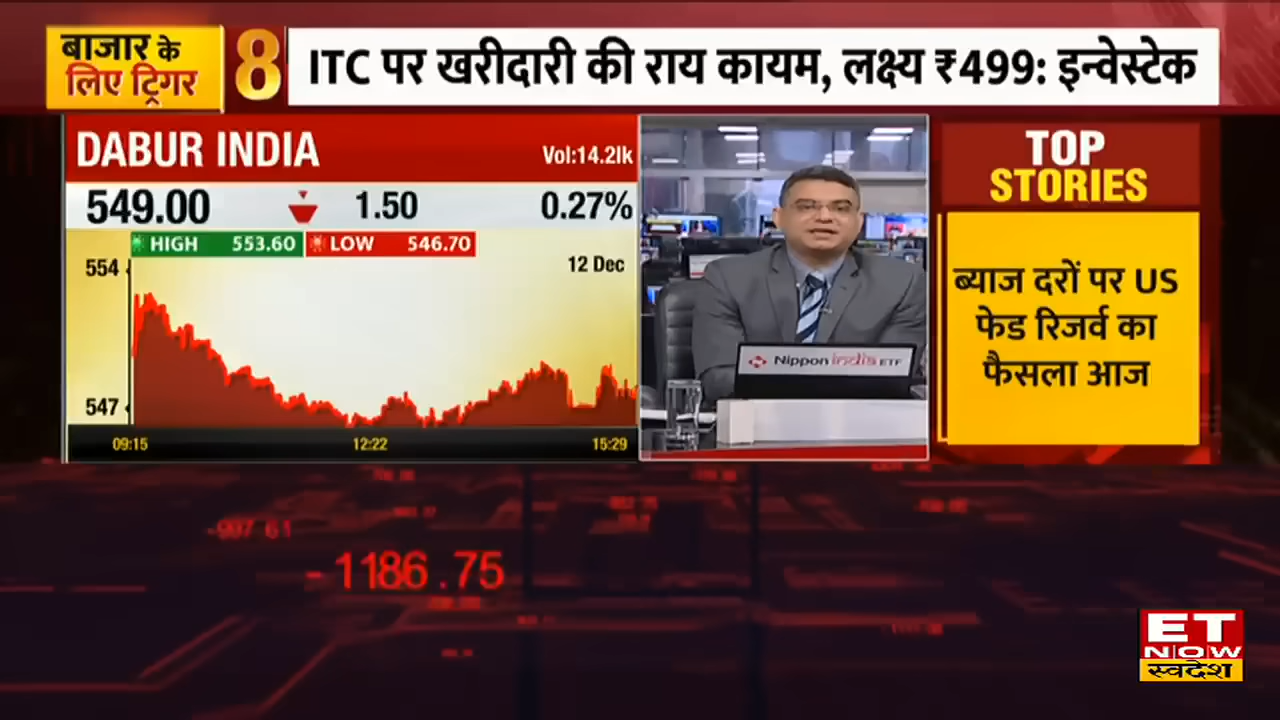 बाजार के
लिए ट्रिगर
8
ITC पर खरीदारी की राय कायम, लक्ष्य ₹499: इन्वेस्टेक
DABUR INDIA
Vol:14.2lk
549.00 1.50 0.27%
HIGH 553.60 LOW 546.70
12 Dec
554
547
09:15 12:22 15:29
Nippon india ETF
TOP
STORIES
ब्याज दरों पर US
फेड रिजर्व का
फैसला आज
-997 61
-1186.75
ET
NOW
स्वदेश